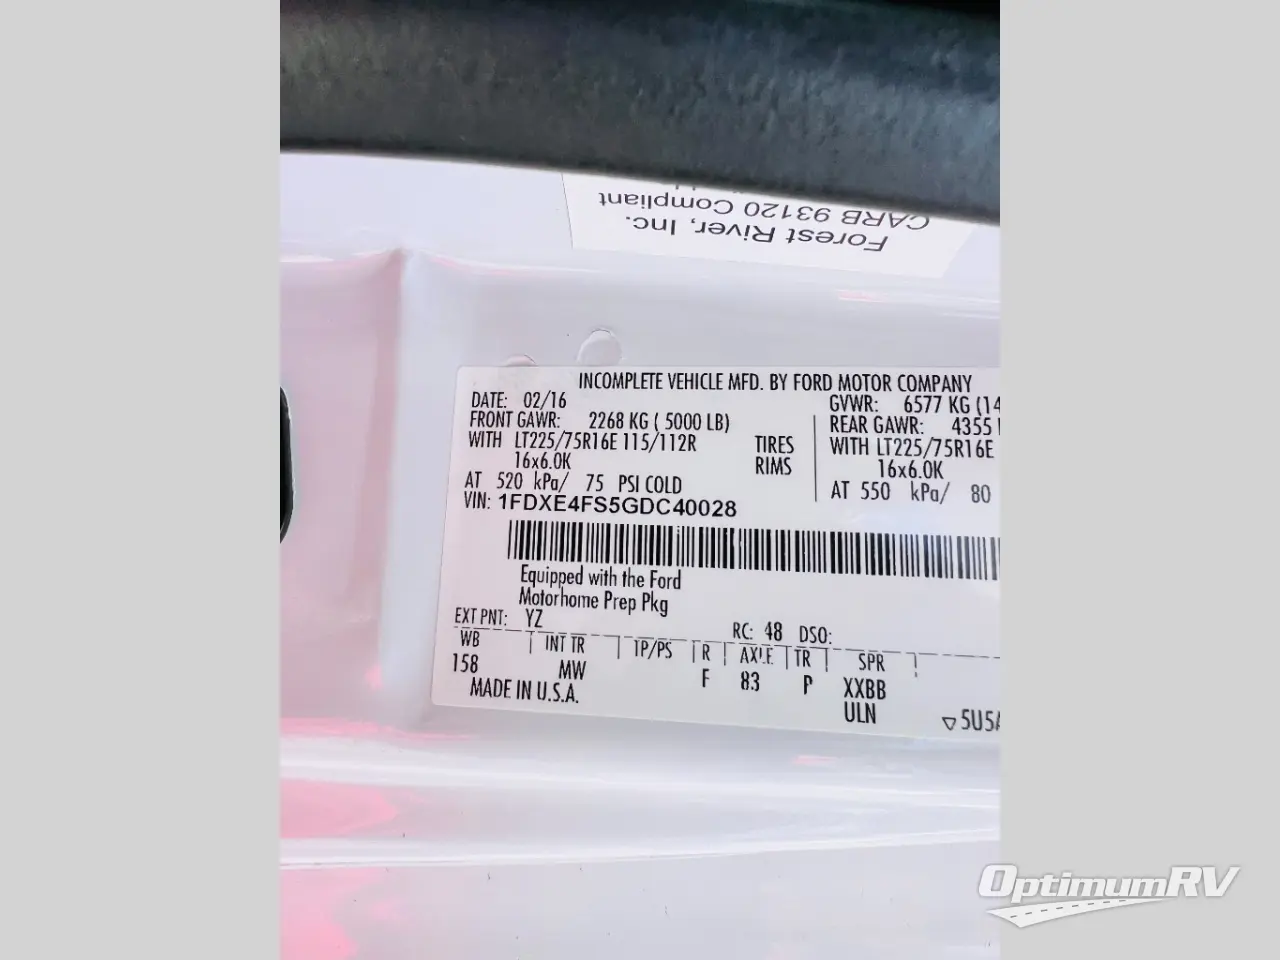 Forest River, Inc.
CARB 93120 Compliant
INCOMPLETE VEHICLE MFD. BY FORD MOTOR COMPANY
DATE: 02/16
GVWR: 6577 KG (14
FRONT GAWR: 2268 KG ( 5000 LB)
REAR GAWR: 4355
WITH LT225/75R16E 115/112R TIRES
WITH LT225/75R16E
16x6.0K RIMS
16x6.0K
AT 520 kPa/ 75 PSI COLD
AT 550 kPa/ 80
VIN: 1FDXE4FS5GDC40028
Equipped with the Ford
Motorhome Prep Pkg
EXT PNT: YZ RC: 48 DSO:
WB INT TR TP/PS R AXLE TR SPR
158 MW F 83 P XXBB
MADE IN U.S.A. ULN
5U5A
OptimumRV